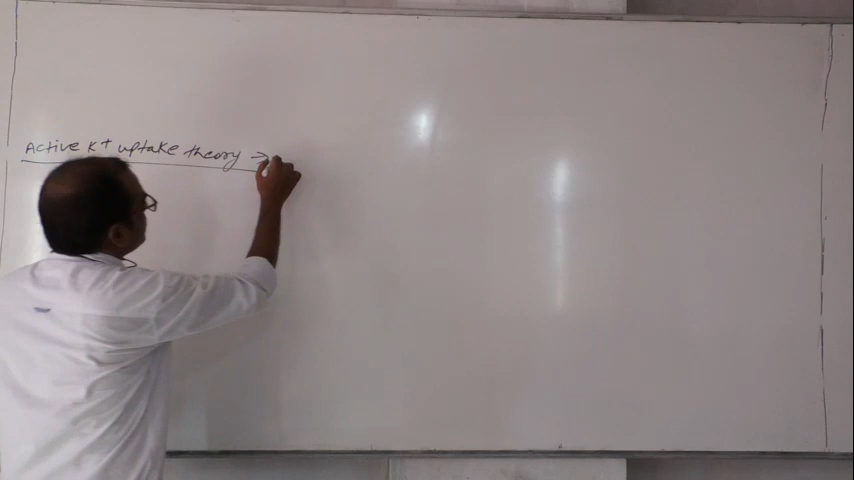 Active K+ uptake theory →